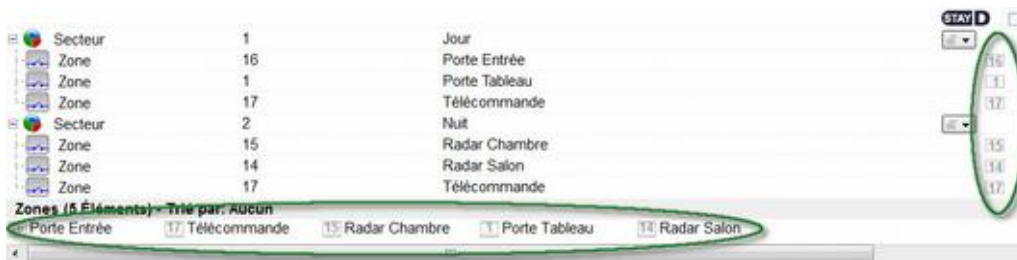 STAY D
Secteur 1 Jour
Zone 16 Porte Entrée 16
Zone 1 Porte Tableau 1
Zone 17 Télécommande 17
Secteur 2 Nuit
Zone 15 Radar Chambre 15
Zone 14 Radar Salon 14
Zone 17 Télécommande 17
Zones (5 Éléments) - Trié par: Aucun
Porte Entrée 17 Télécommande 15 Radar Chambre 1 Porte Tableau 14 Radar Salon